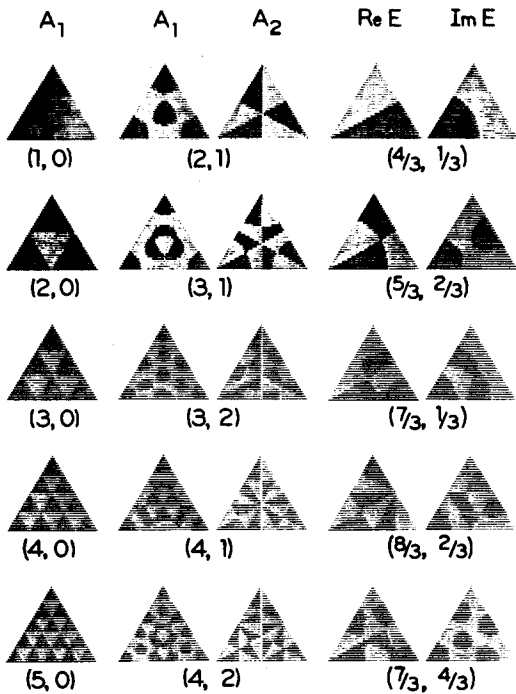 A₁ A₁ A₂ Re E Im E
(1, 0) (2, 1) (4/3, 1/3)
(2, 0) (3, 1) (5/3, 2/3)
(3, 0) (3, 2) (7/3, 1/3)
(4, 0) (4, 1) (8/3, 2/3)
(5, 0) (4, 2) (7/3, 4/3)